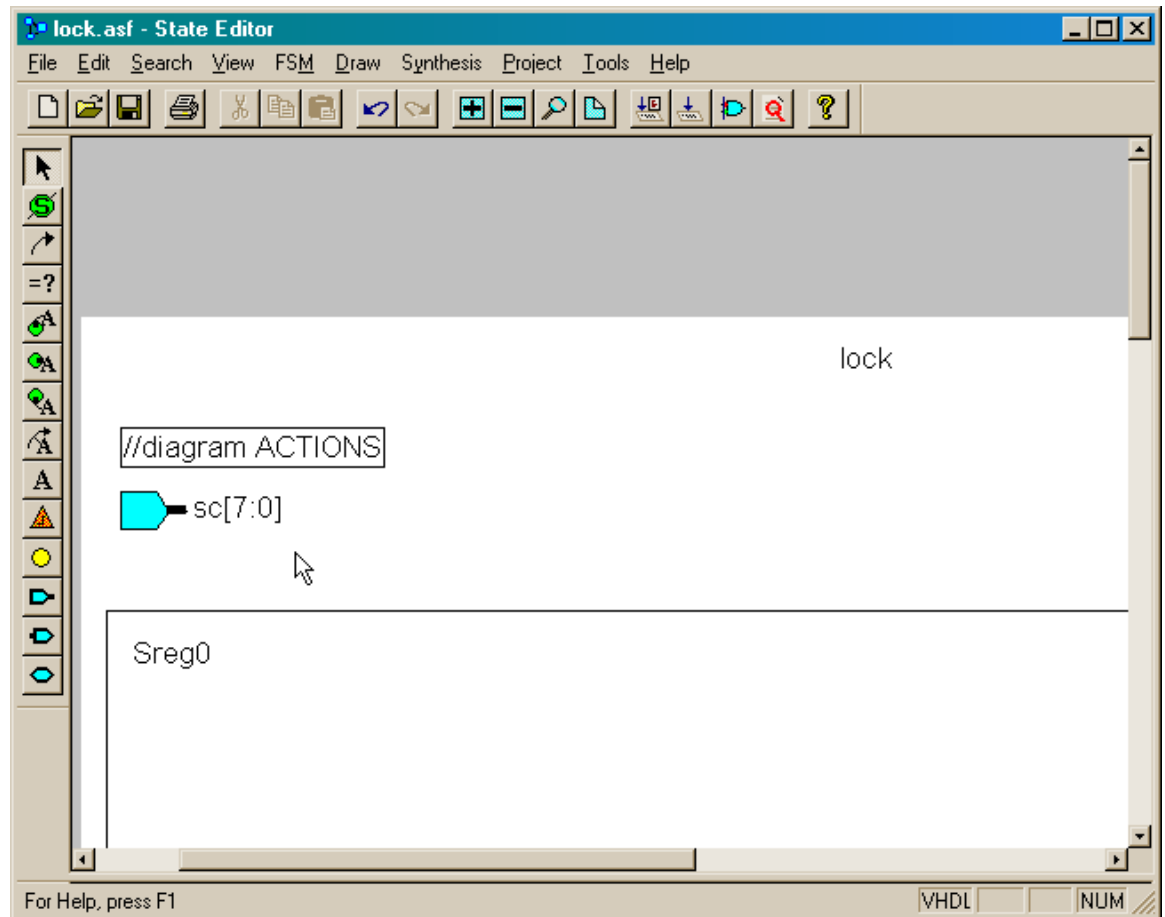 lock.asf - State Editor
File Edit Search View FSM Draw Synthesis Project Tools Help
lock
//diagram ACTIONS
sc[7:0]
Sreg0
For Help, press F1 VHDL NUM